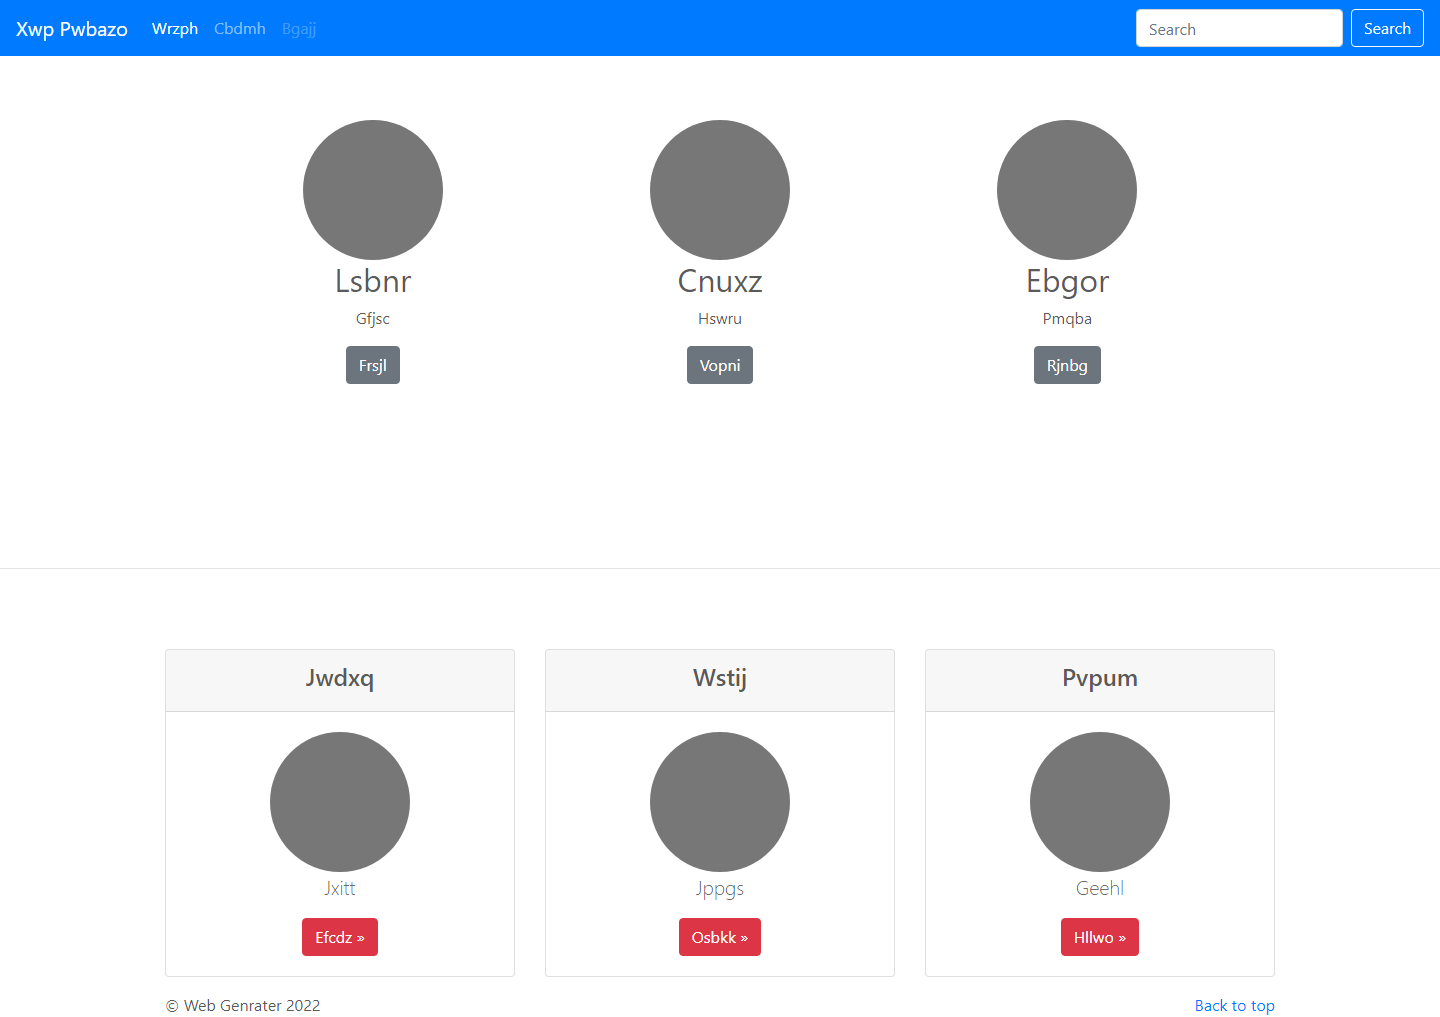 Xwp Pwbazo Wrzph Cbdmh Bgajj Search Search
Lsbnr
Gfjsc
Frsjl
Cnuxz
Hswru
Vopni
Ebgor
Pmqba
Rjnbg
Jwdxq
Jxitt
Efcdz »
Wstij
Jppgs
Osbkk »
Pvpum
Geehl
Hllwo »
© Web Genrater 2022
Back to top